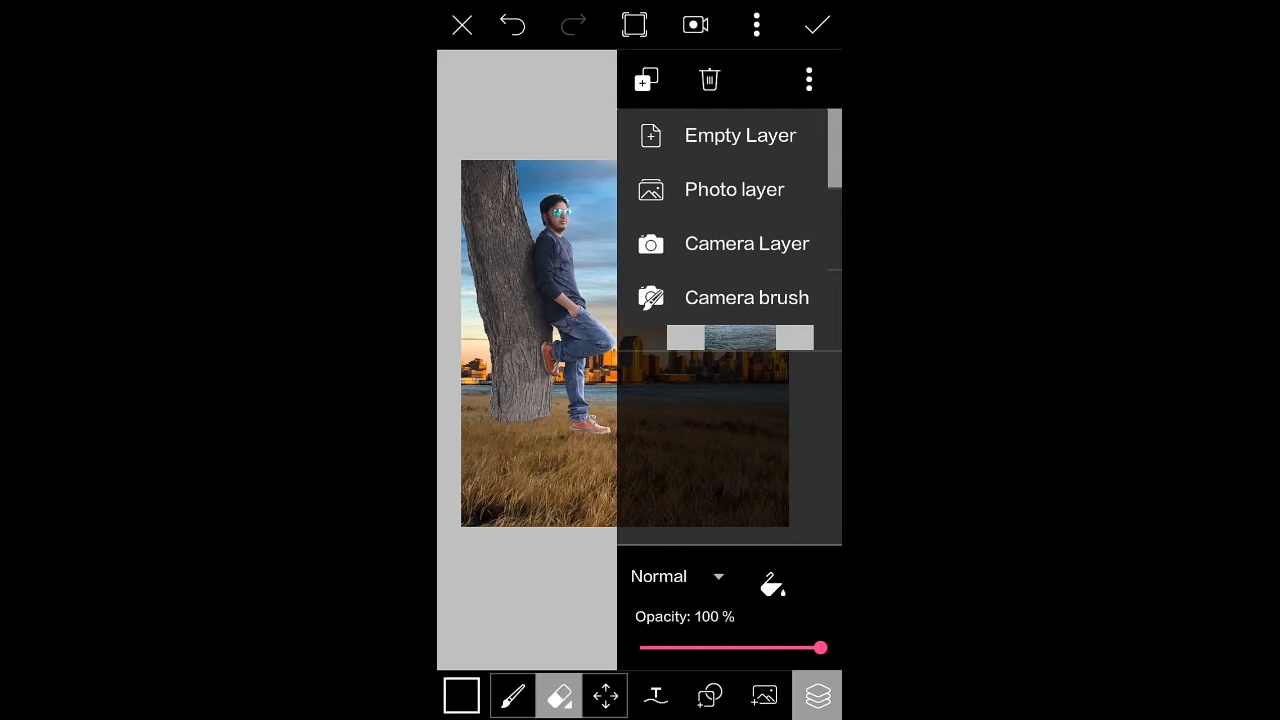 Empty Layer
Photo layer
Camera Layer
Camera brush
Normal
Opacity: 100 %